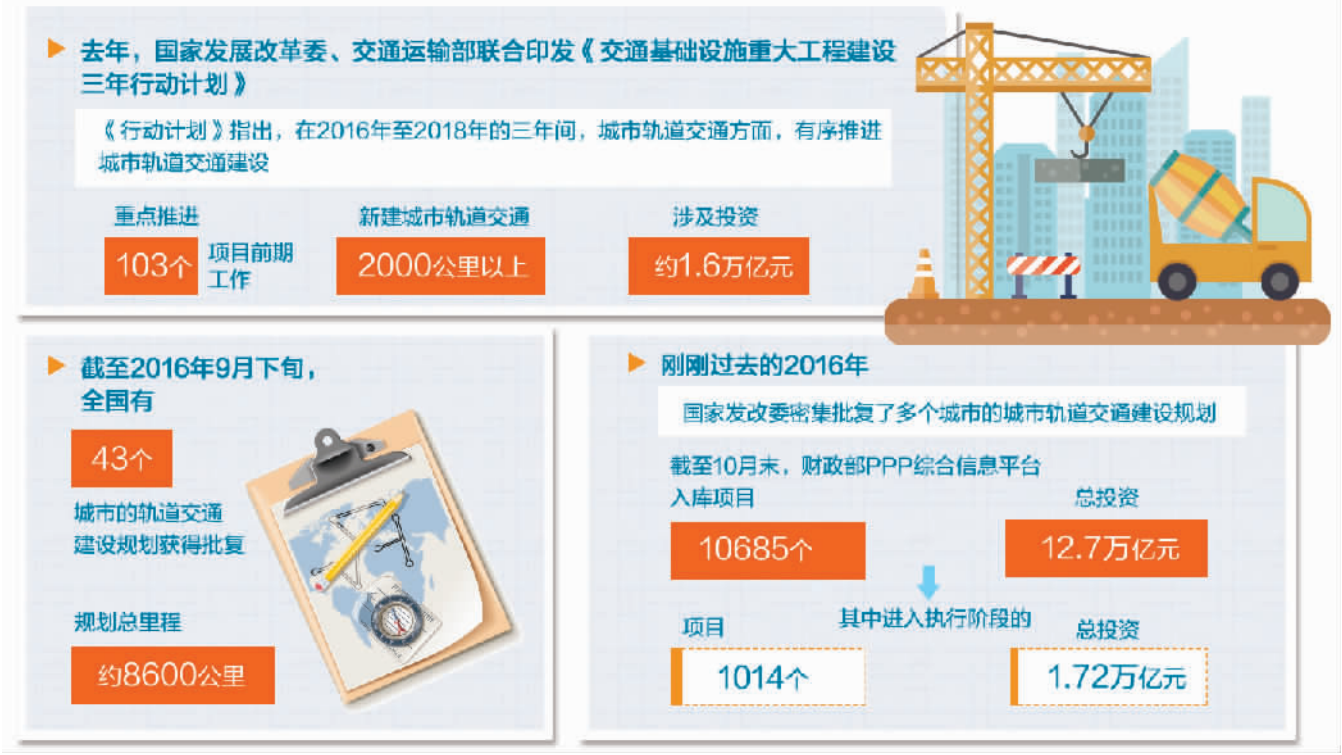 去年，国家发展改革委、交通运输部联合印发《交通基础设施重大工程建设
三年行动计划》
《行动计划》指出，在2016年至2018年的三年间，城市轨道交通方面，有序推进
城市轨道交通建设
重点推进
103个
项目前期
工作
新建城市轨道交通
2000公里以上
涉及投资
约1.6万亿元
截至2016年9月下旬，
全国有
43个
城市的轨道交通
建设规划获得批复
规划总里程
约8600公里
刚刚过去的2016年
国家发改委密集批复了多个城市的城市轨道交通建设规划
截至10月末，财政部PPP综合信息平台
入库项目
10685个
总投资
12.7万亿元
其中进入执行阶段的
项目
1014个
总投资
1.72万亿元